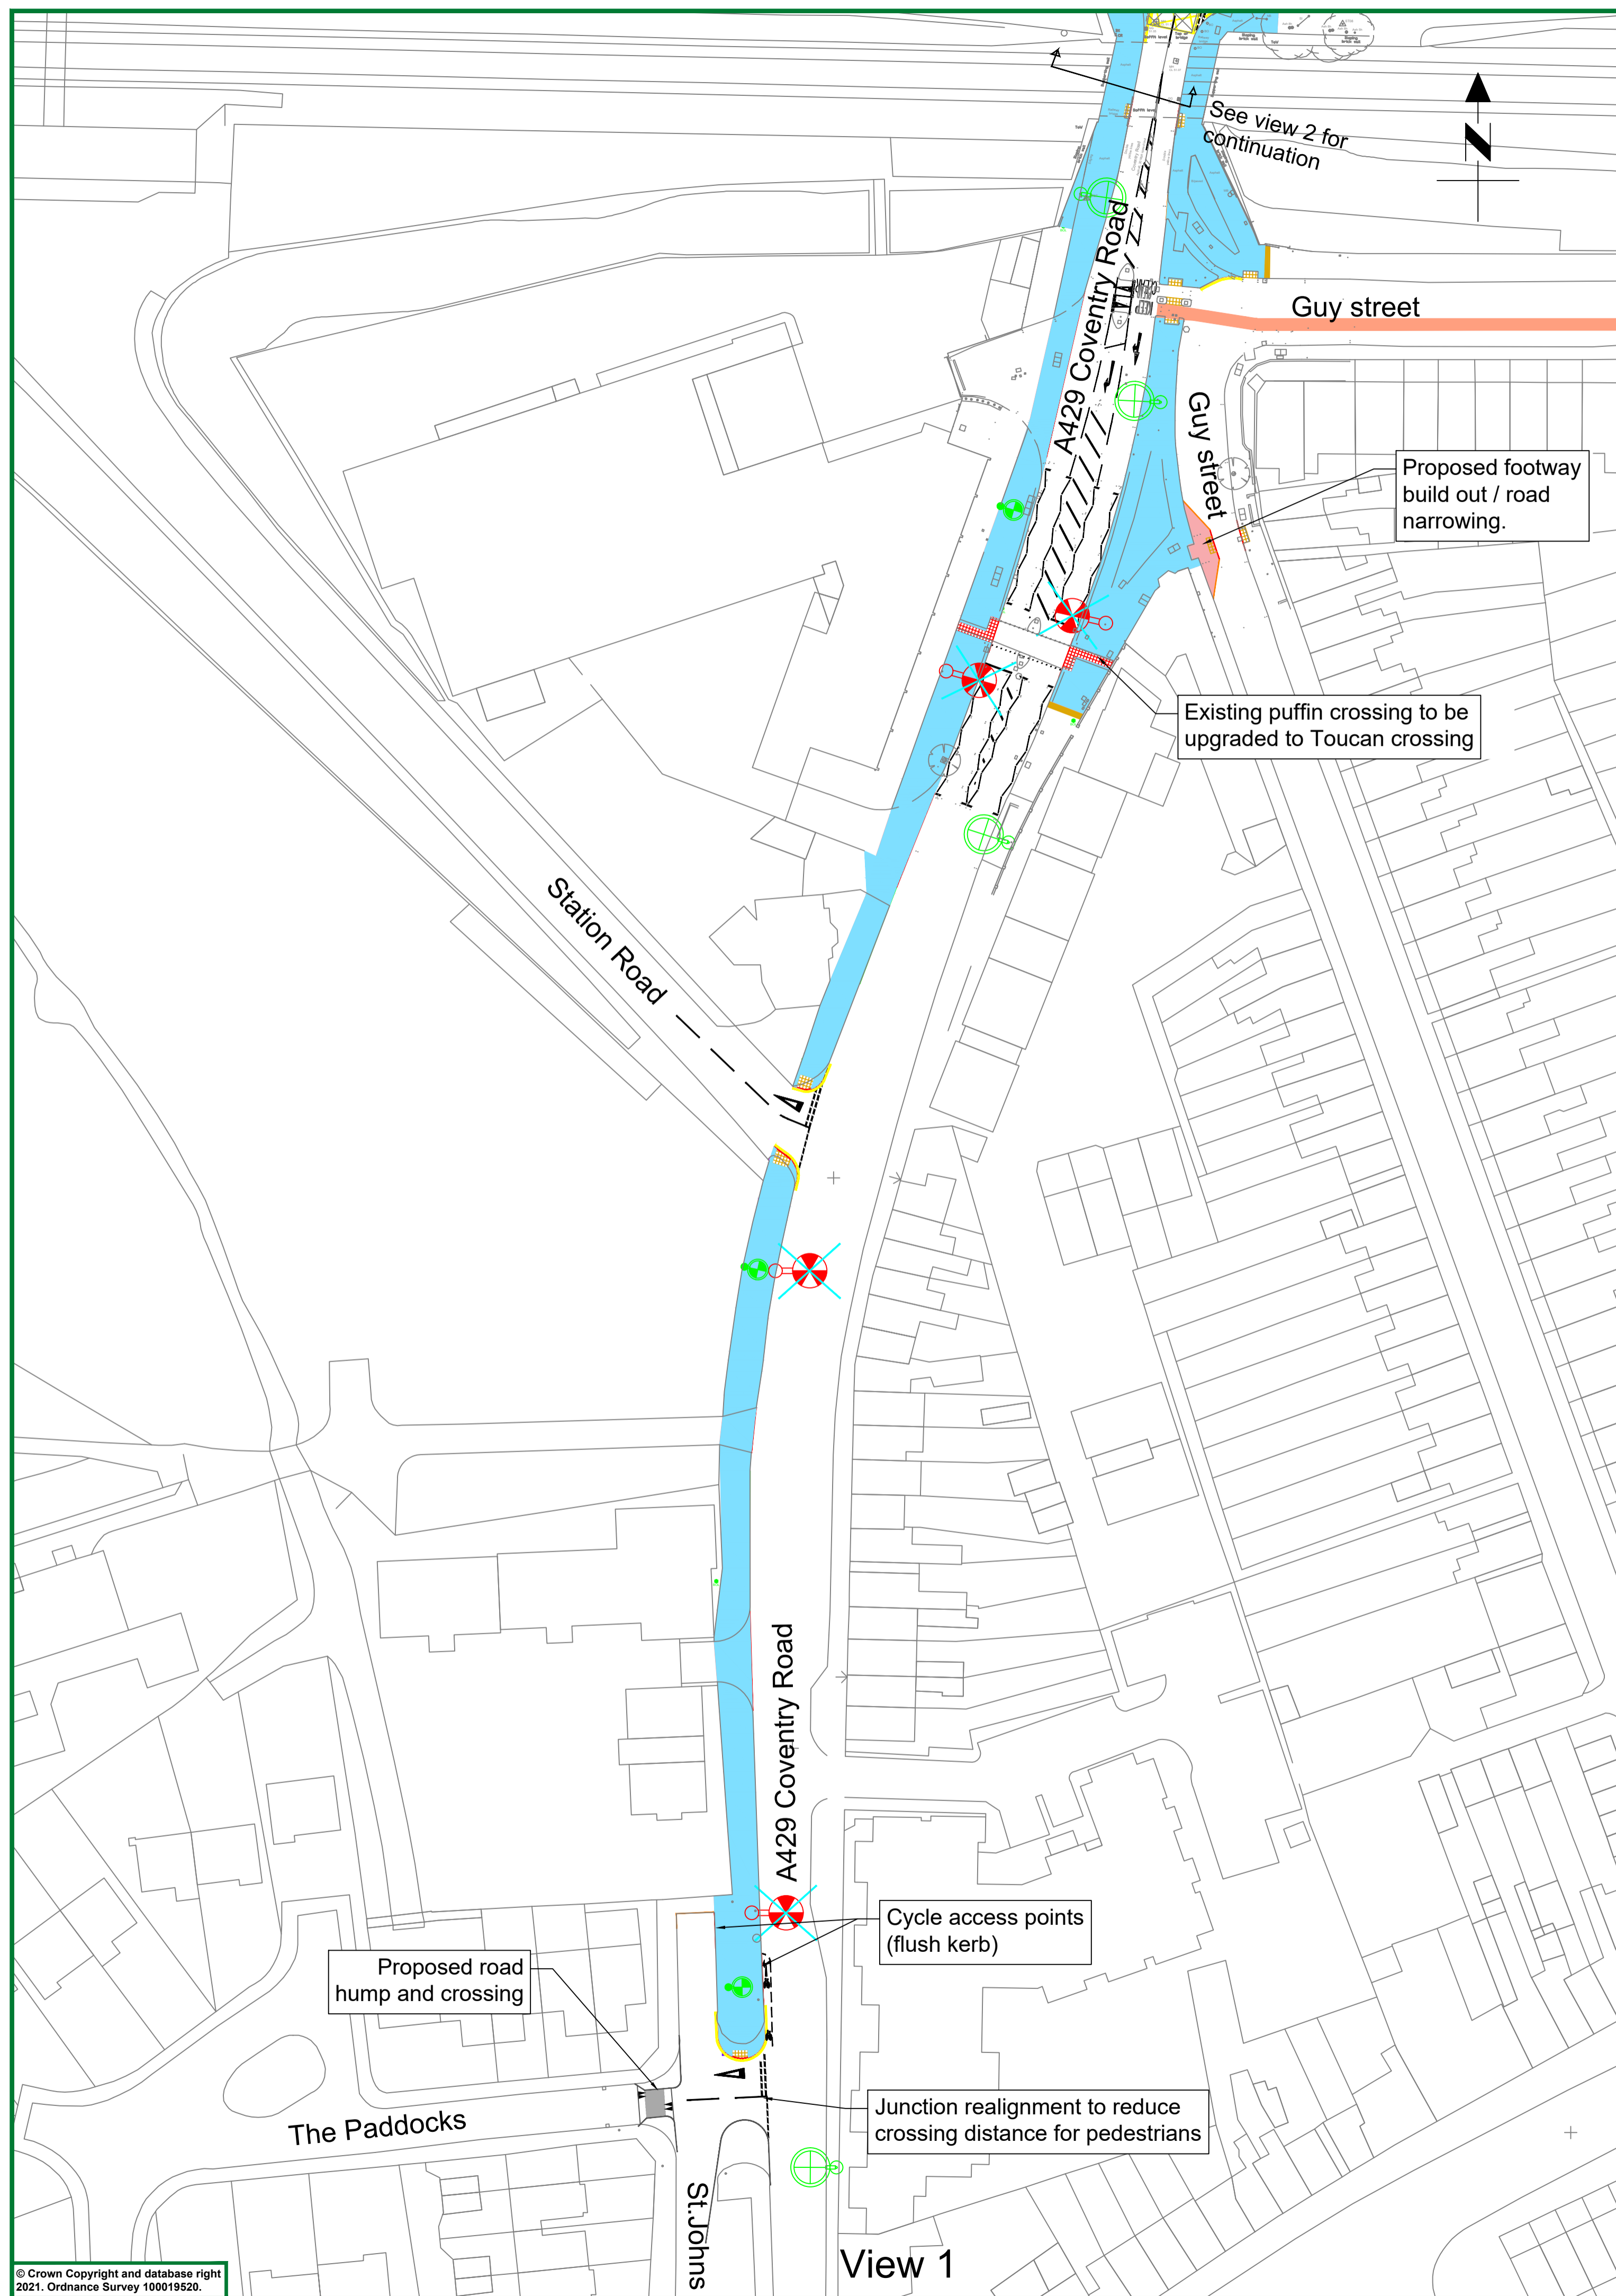 See view 2 for
continuation
N
A429 Coventry Road
Guy street
Guy street
Proposed footway
build out / road
narrowing.
Existing puffin crossing to be
upgraded to Toucan crossing
Station Road
A429 Coventry Road
Cycle access points
(flush kerb)
Proposed road
hump and crossing
Junction realignment to reduce
crossing distance for pedestrians
The Paddocks
St.Johns
View 1
© Crown Copyright and database right
2021. Ordnance Survey 100019520.